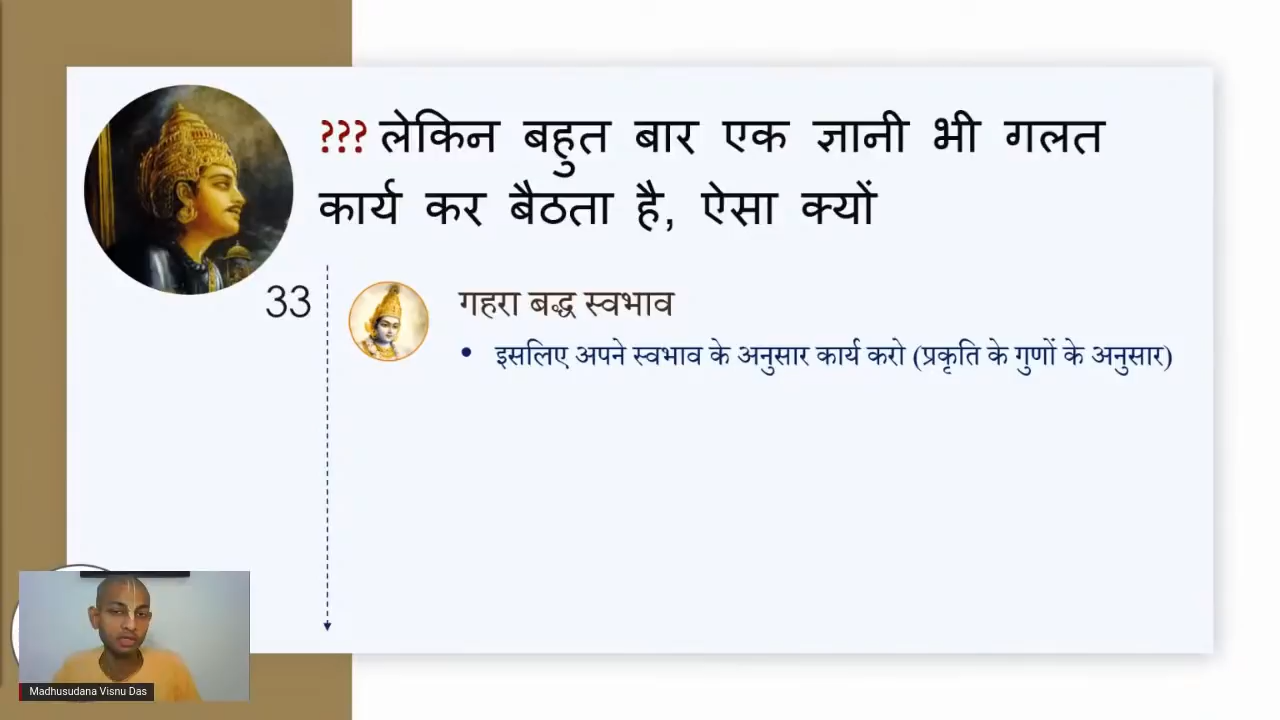 ??? लेकिन बहुत बार एक ज्ञानी भी गलत
कार्य कर बैठता है, ऐसा क्यों
33
गहरा बद्ध स्वभाव
• इसलिए अपने स्वभाव के अनुसार कार्य करो (प्रकृति के गुणों के अनुसार)
Madhusudana Visnu Das